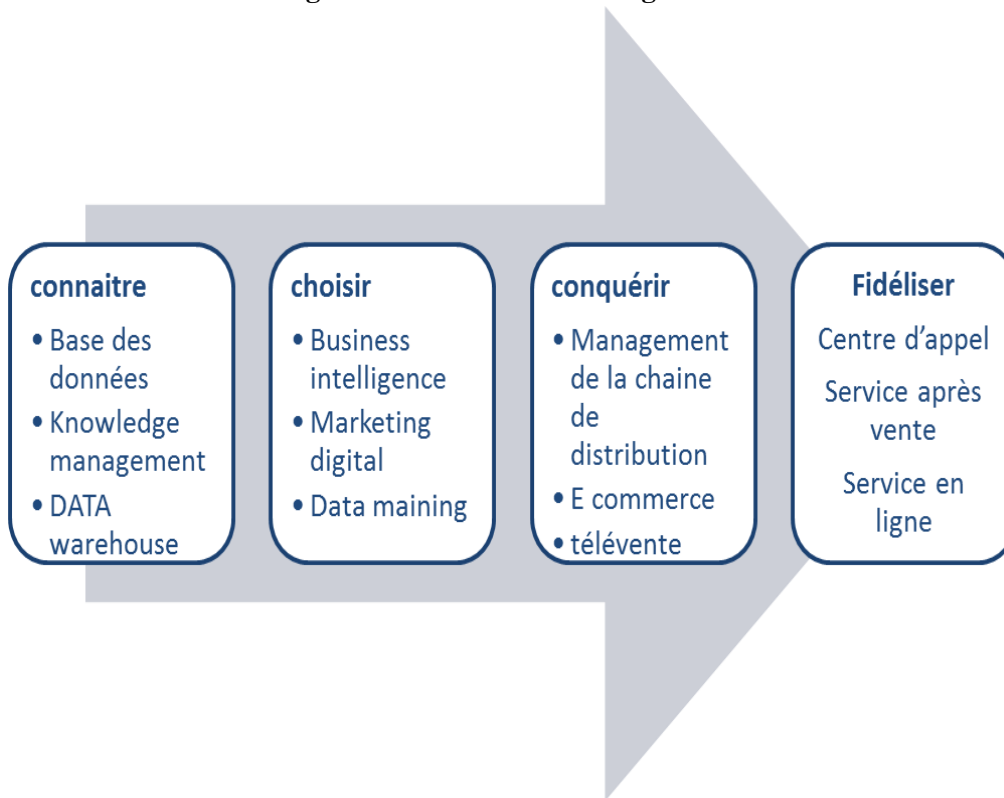 connaitre
• Base des
données
• Knowledge
management
• DATA
warehouse
choisir
• Business
intelligence
• Marketing
digital
• Data maining
conquérir
• Management
de la chaine
de
distribution
• E commerce
• télévente
Fidéliser
Centre d’appel
Service après
vente
Service en
ligne